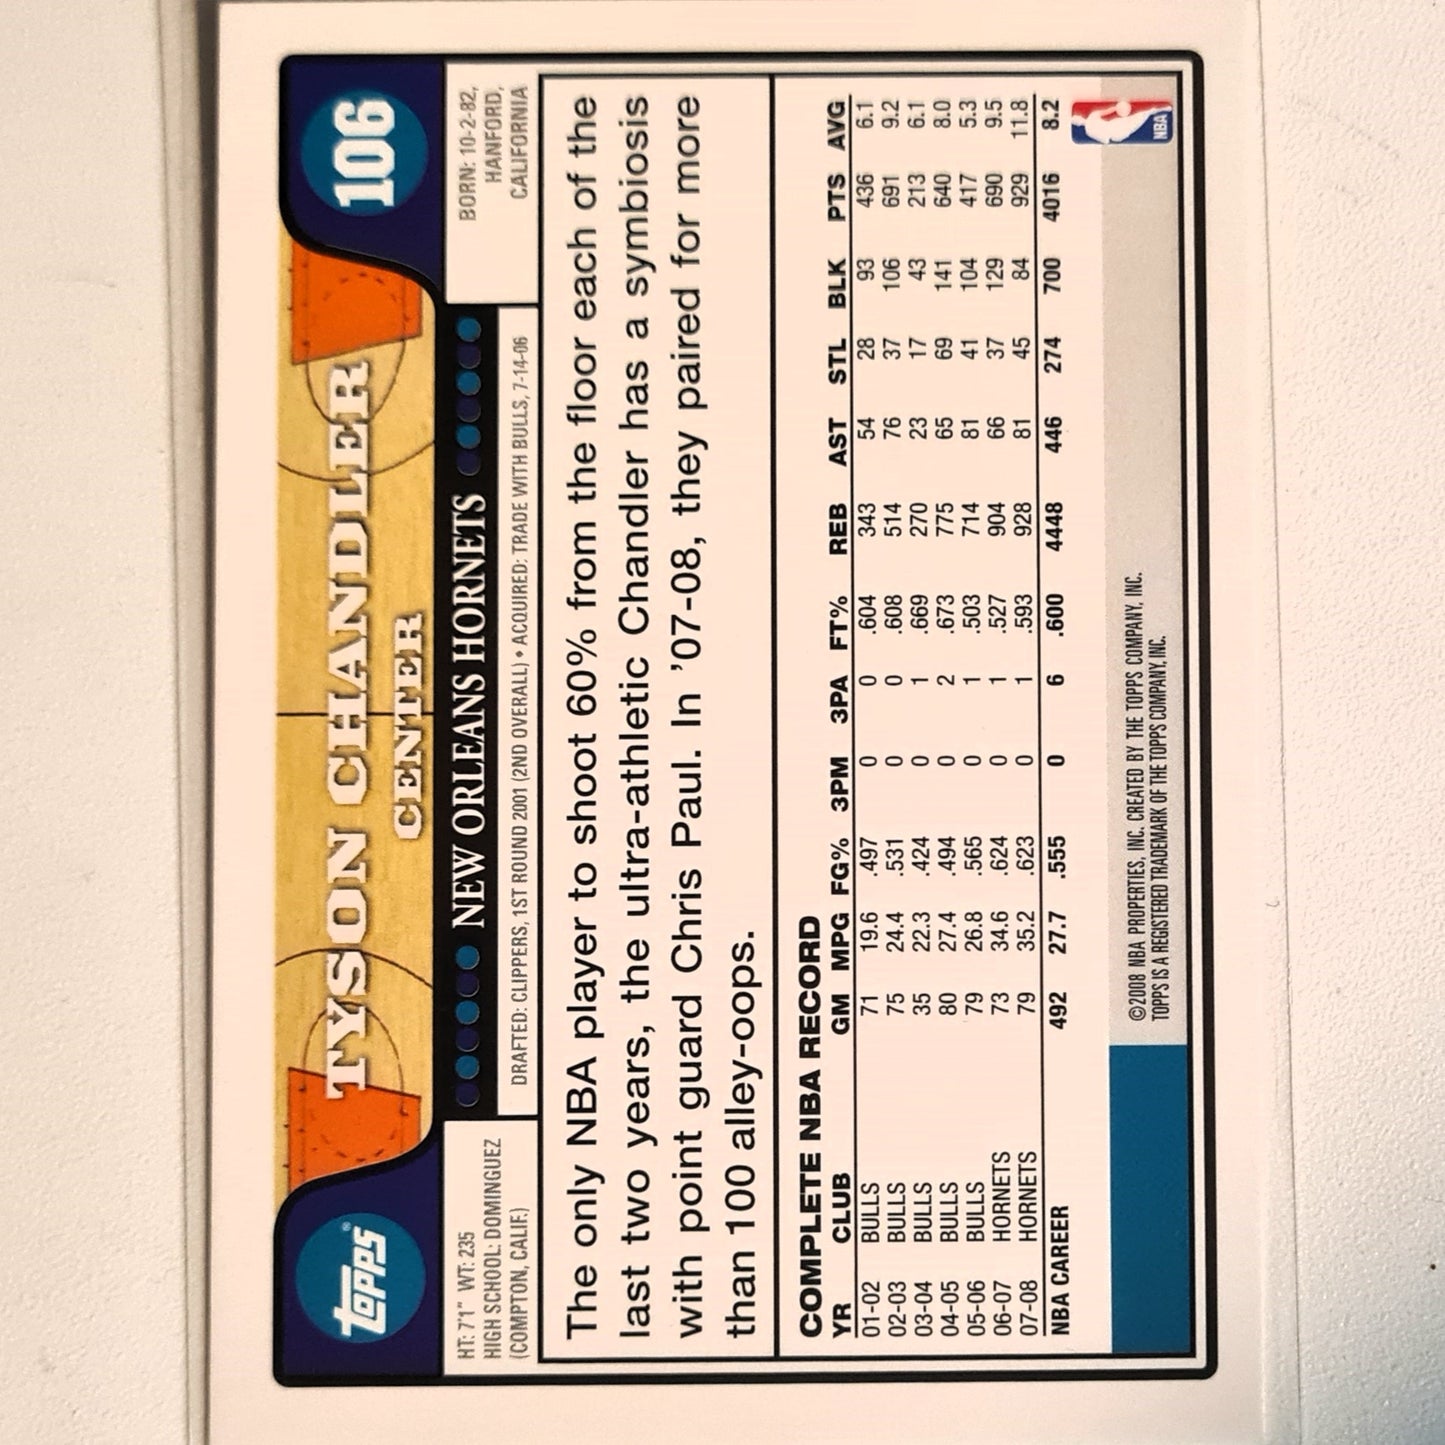 topps®
TYSON CHANDLER
CENTER
106
HT: 7'1" WT: 235
HIGH SCHOOL: DOMINGUEZ
(COMPTON, CALIF.)
NEW ORLEANS HORNETS
DRAFTED: CLIPPERS, 1ST ROUND 2001 (2ND OVERALL) • ACQUIRED: TRADE WITH BULLS, 7-14-06
BORN: 10-2-82,
HANFORD,
CALIFORNIA
The only NBA player to shoot 60% from the floor each of the
last two years, the ultra-athletic Chandler has a symbiosis
with point guard Chris Paul. In '07-08, they paired for more
than 100 alley-oops.
COMPLETE NBA RECORD
YR CLUB GM MPG FG% 3PM 3PA FT% REB AST STL BLK PTS AVG
01-02 BULLS 71 19.6 .497 0 0 .604 343 54 28 93 436 6.1
02-03 BULLS 75 24.4 .531 0 0 .608 514 76 37 106 691 9.2
03-04 BULLS 35 22.3 .424 0 1 .669 270 23 17 43 213 6.1
04-05 BULLS 80 27.4 .494 0 2 .673 775 65 69 141 640 8.0
05-06 BULLS 79 26.8 .565 0 1 .503 714 81 41 104 417 5.3
06-07 HORNETS 73 34.6 .624 0 1 .527 904 66 37 129 690 9.5
07-08 HORNETS 79 35.2 .623 0 1 .593 928 81 45 84 929 11.8
NBA CAREER 492 27.7 .555 0 6 .600 4448 446 274 700 4016 8.2
©2008 NBA PROPERTIES, INC. CREATED BY THE TOPPS COMPANY, INC.
TOPPS IS A REGISTERED TRADEMARK OF THE TOPPS COMPANY, INC.
NBA